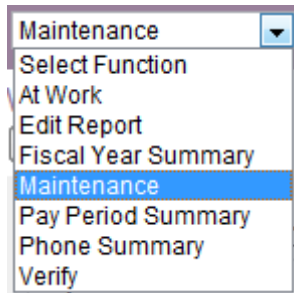 Maintenance
Select Function
At Work
Edit Report
Fiscal Year Summary
Maintenance
Pay Period Summary
Phone Summary
Verify